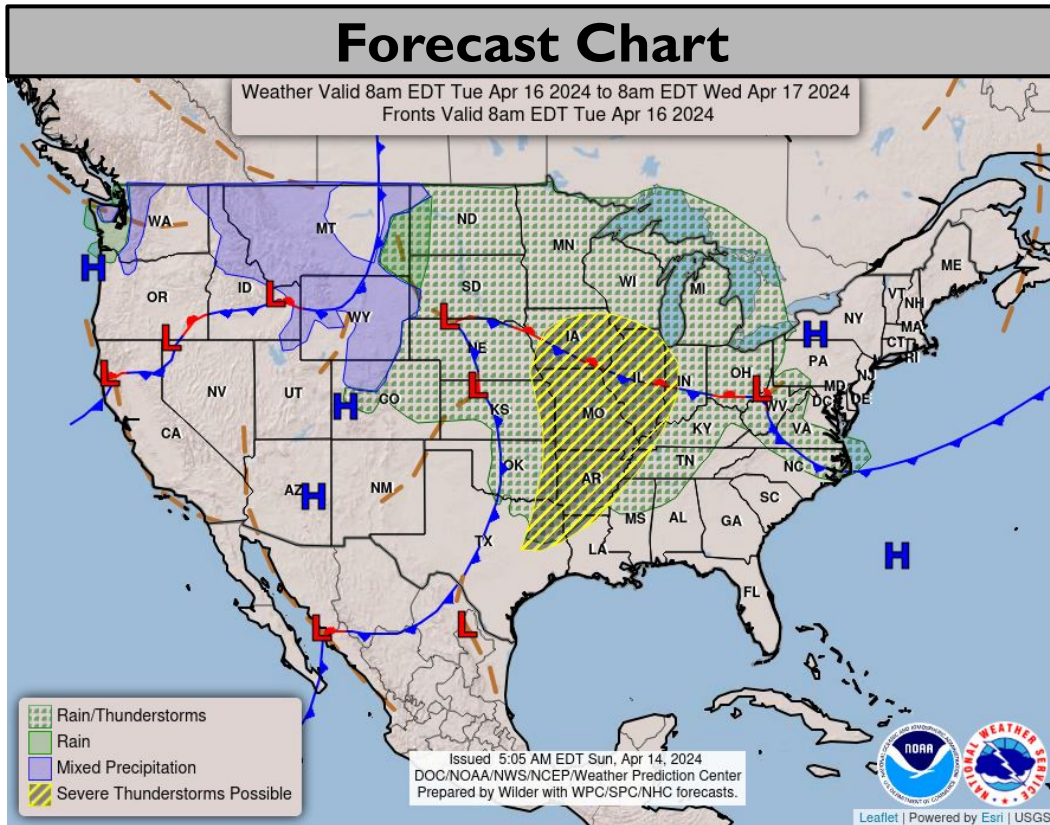 Forecast Chart
Weather Valid 8am EDT Tue Apr 16 2024 to 8am EDT Wed Apr 17 2024
Fronts Valid 8am EDT Tue Apr 16 2024
WA
MT
ND
MN
ME
H
OR
ID
L
WY
SD
WI
MI
VT
NH
NY
MA
CT
RI
L
L
NE
IA
H
PA
NJ
L
NV
UT
H
CO
L
KS
MO
IL
IN
OH
L
WV
MD
DE
DC
VA
KY
CA
AZ
H
NM
OK
AR
TN
NC
SC
TX
LA
MS
AL
GA
H
FL
L
L
Rain/Thunderstorms
Rain
Mixed Precipitation
Severe Thunderstorms Possible
Issued 5:05 AM EDT Sun, Apr 14, 2024
DOC/NOAA/NWS/NCEP/Weather Prediction Center
Prepared by Wilder with WPC/SPC/NHC forecasts.
NOAA
NATIONAL WEATHER SERVICE
Leaflet | Powered by Esri | USGS